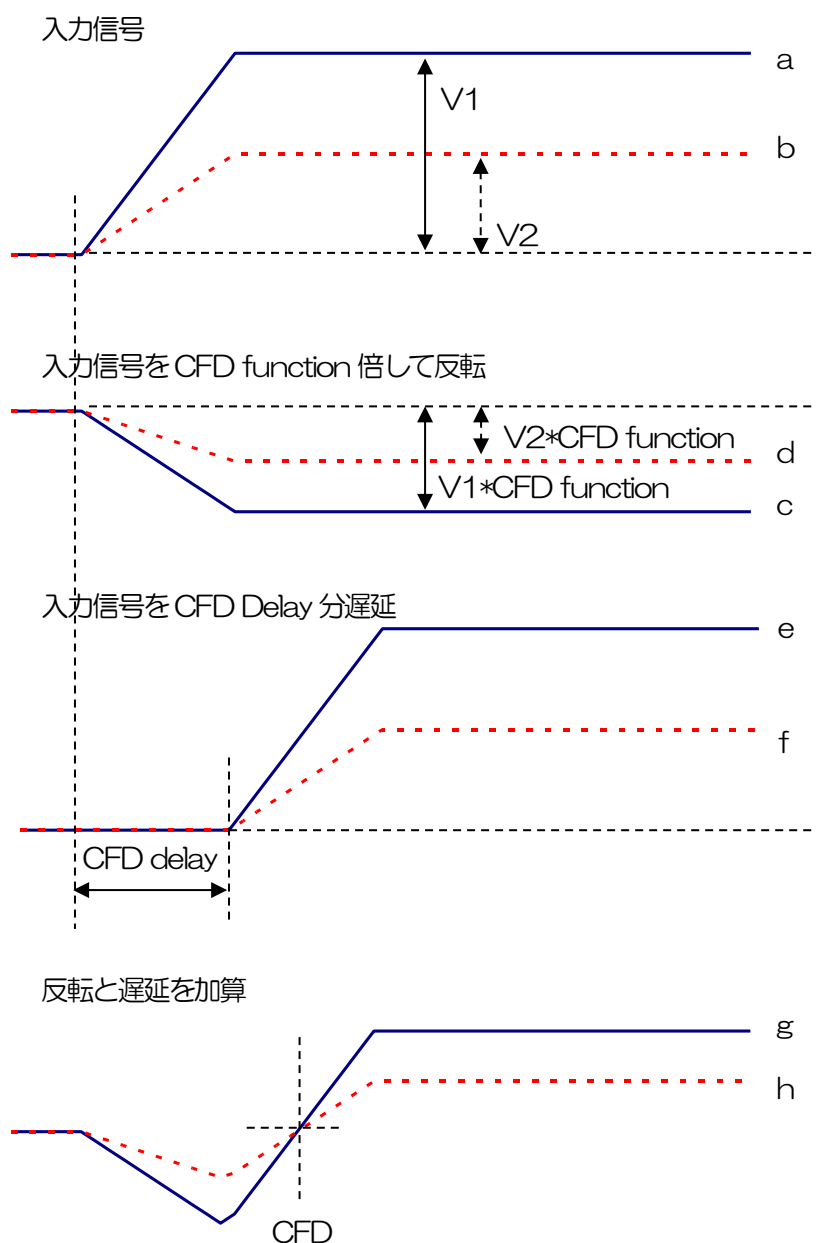 入力信号
a
V1
b
V2
入力信号をCFD function 倍して反転
V2*CFD function
d
V1*CFD function
c
入力信号をCFD Delay 分遅延
e
f
CFD delay
反転と遅延を加算
g
h
CFD